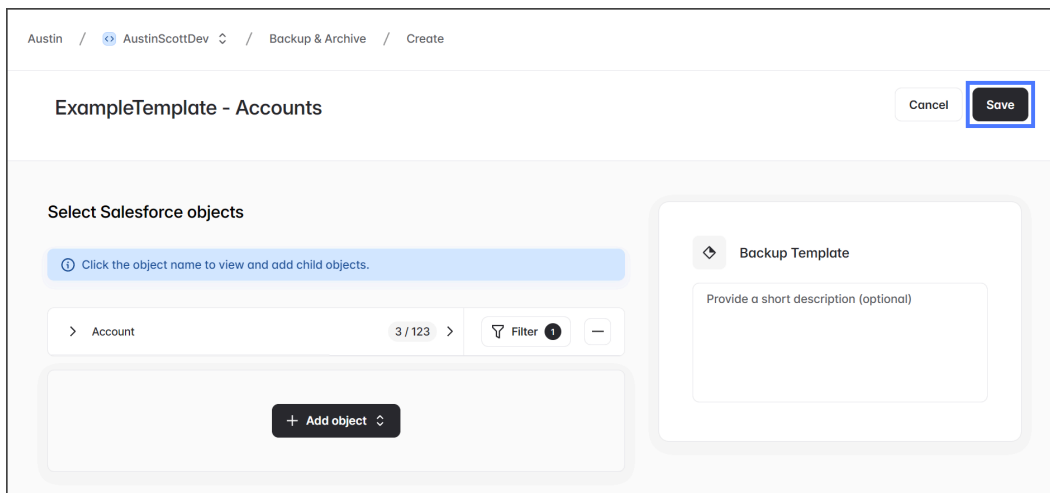 Austin / AustinScottDev / Backup & Archive / Create
ExampleTemplate - Accounts
Cancel
Save
Select Salesforce objects
Click the object name to view and add child objects.
Account
3 / 123
Filter 1
Add object
Backup Template
Provide a short description (optional)